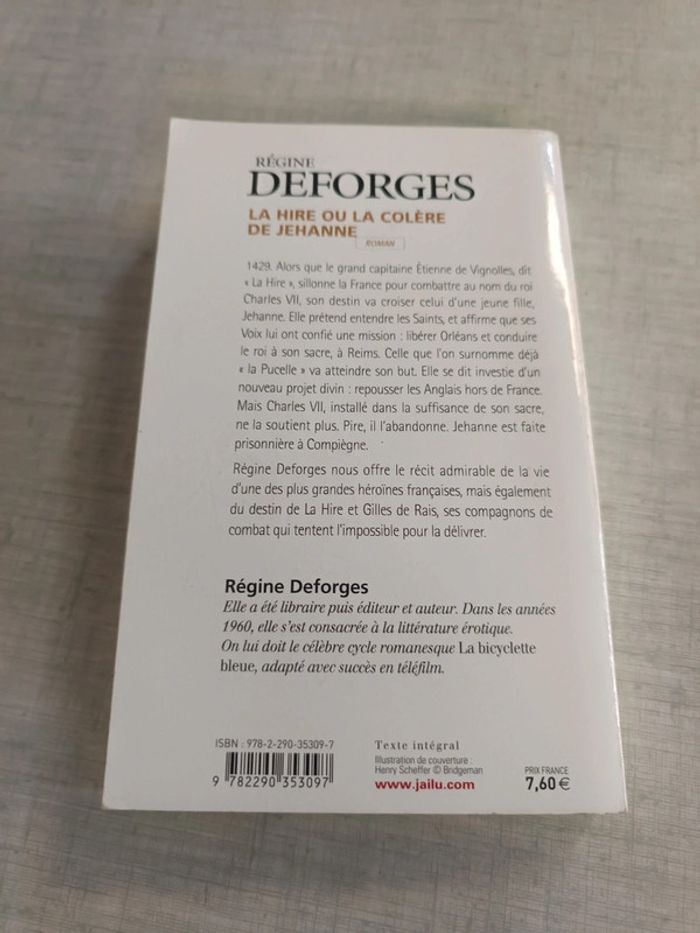 RÉGINE
DEFORGES
LA HIRE OU LA COLÈRE
DE JEHANNE
ROMAN
1429. Alors que le grand capitaine Étienne de Vignolles, dit
« La Hire », sillonne la France pour combattre au nom du roi
Charles VII, son destin va croiser celui d'une jeune fille,
Jehanne. Elle prétend entendre les Saints, et affirme que ses
Voix lui ont confié une mission : libérer Orléans et conduire
le roi à son sacre, à Reims. Celle que l'on surnomme déjà
« la Pucelle » va atteindre son but. Elle se dit investie d'un
nouveau projet divin : repousser les Anglais hors de France.
Mais Charles VII, installé dans la suffisance de son sacre,
ne la soutient plus. Pire, il l'abandonne. Jehanne est faite
prisonnière à Compiègne.
Régine Deforges nous offre le récit admirable de la vie
d'une des plus grandes héroïnes françaises, mais également
du destin de La Hire et Gilles de Rais, ses compagnons de
combat qui tentent l'impossible pour la délivrer.
Régine Deforges
Elle a été libraire puis éditeur et auteur. Dans les années
1960, elle s'est consacrée à la littérature érotique.
On lui doit le célèbre cycle romanesque La bicyclette
bleue, adapté avec succès en téléfilm.
ISBN : 978-2-290-35309-7
9 782290 353097
Texte intégral
Illustration de couverture :
Henry Scheffer © Bridgeman
www.jailu.com
PRIX FRANCE
7,60 €